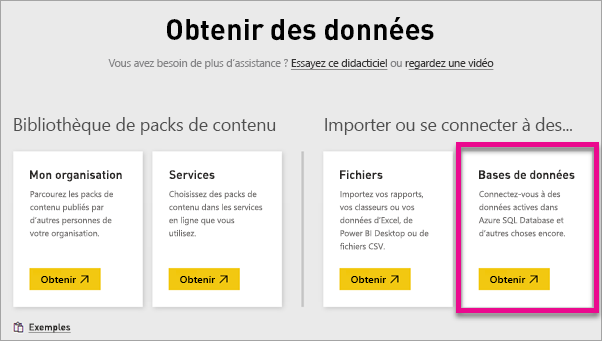 Obtenir des données
Vous avez besoin de plus d'assistance ? Essayez ce didacticiel ou regardez une vidéo
Bibliothèque de packs de contenu
Mon organisation
Parcourez les packs de
contenu publiés par
d'autres personnes de
votre organisation.
Obtenir
Services
Choisissez des packs de
contenu dans les services
en ligne que vous
utilisez.
Obtenir
Importer ou se connecter à des...
Fichiers
Importez vos rapports,
vos classeurs ou vos
données d'Excel, de
Power BI Desktop ou de
fichiers CSV.
Obtenir
Bases de données
Connectez-vous à des
données actives dans
Azure SQL Database et
d'autres choses encore.
Obtenir
Exemples